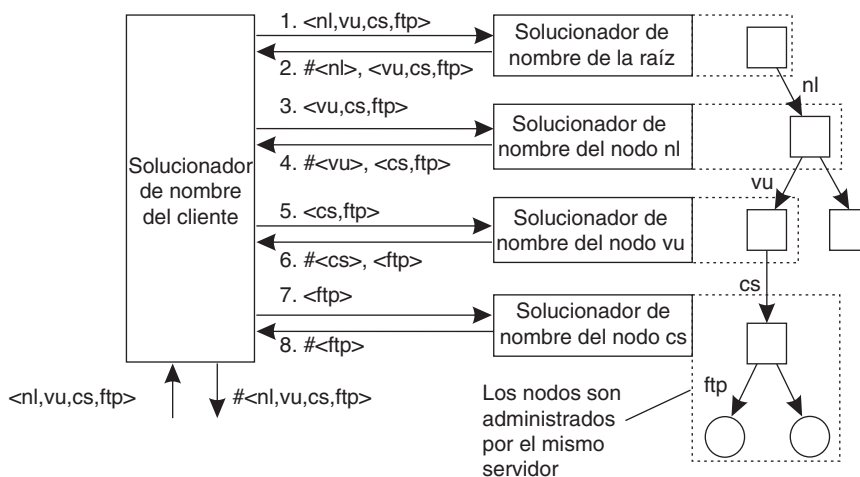 1. <nl,vu,cs,ftp>
2. #<nl>, <vu,cs,ftp>
3. <vu,cs,ftp>
4. #<vu>, <cs,ftp>
5. <cs,ftp>
6. #<cs>, <ftp>
7. <ftp>
8. #<ftp>
Solucionador
de nombre
del cliente
<nl,vu,cs,ftp>
#<nl,vu,cs,ftp>
Solucionador de
nombre de la raíz
Solucionador de
nombre del nodo nl
Solucionador de
nombre del nodo vu
Solucionador de
nombre del nodo cs
nl
vu
cs
ftp
Los nodos son
administrados
por el mismo
servidor